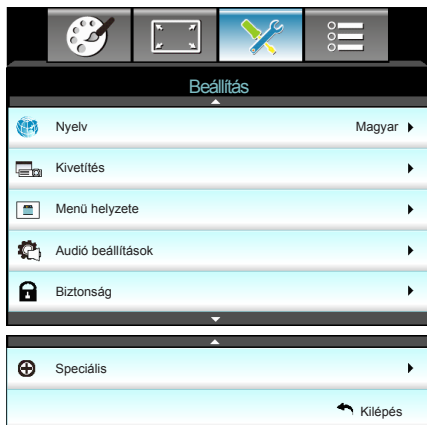 Beállítás
Nyelv Magyar
Kivetítés
Menü helyzete
Audió beállítások
Biztonság
Speciális
Kilépés